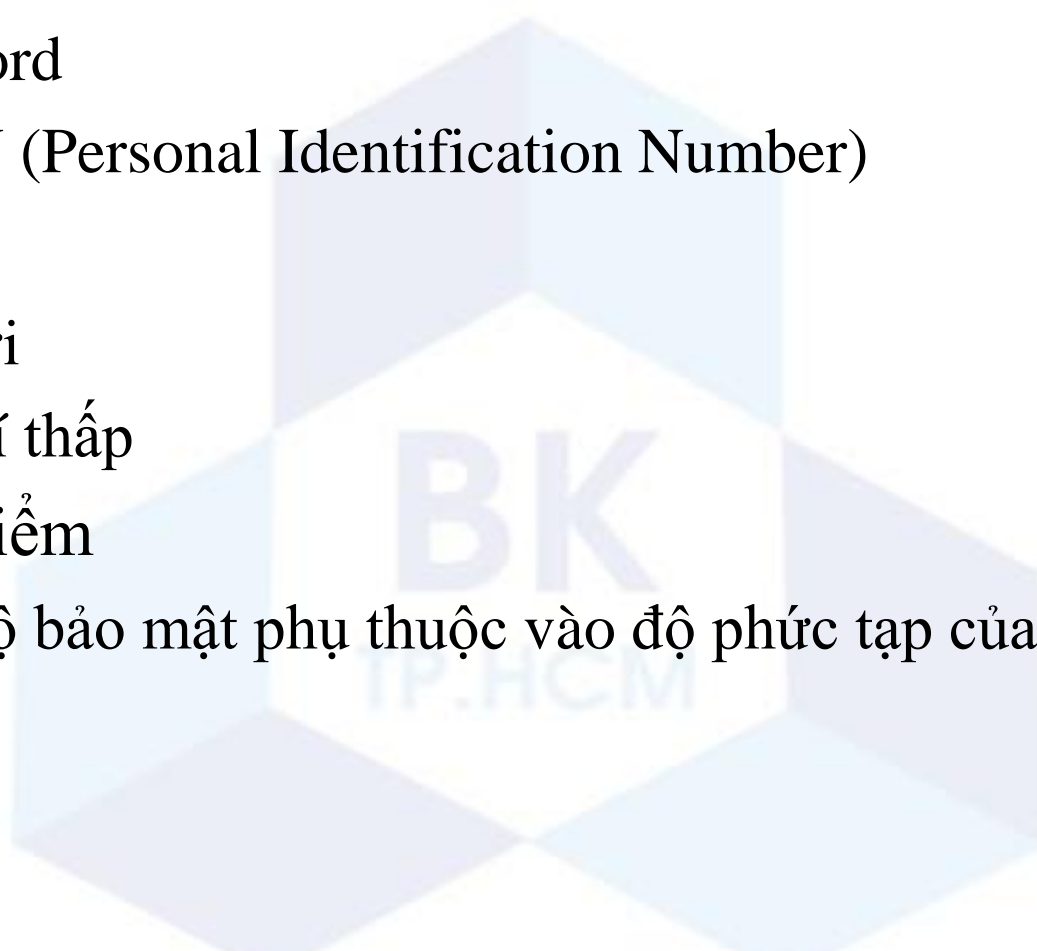 ord
(Personal Identification Number)
í thấp
iểm
bảo mật phụ thuộc vào độ phức tạp của
BK
TP.HCM